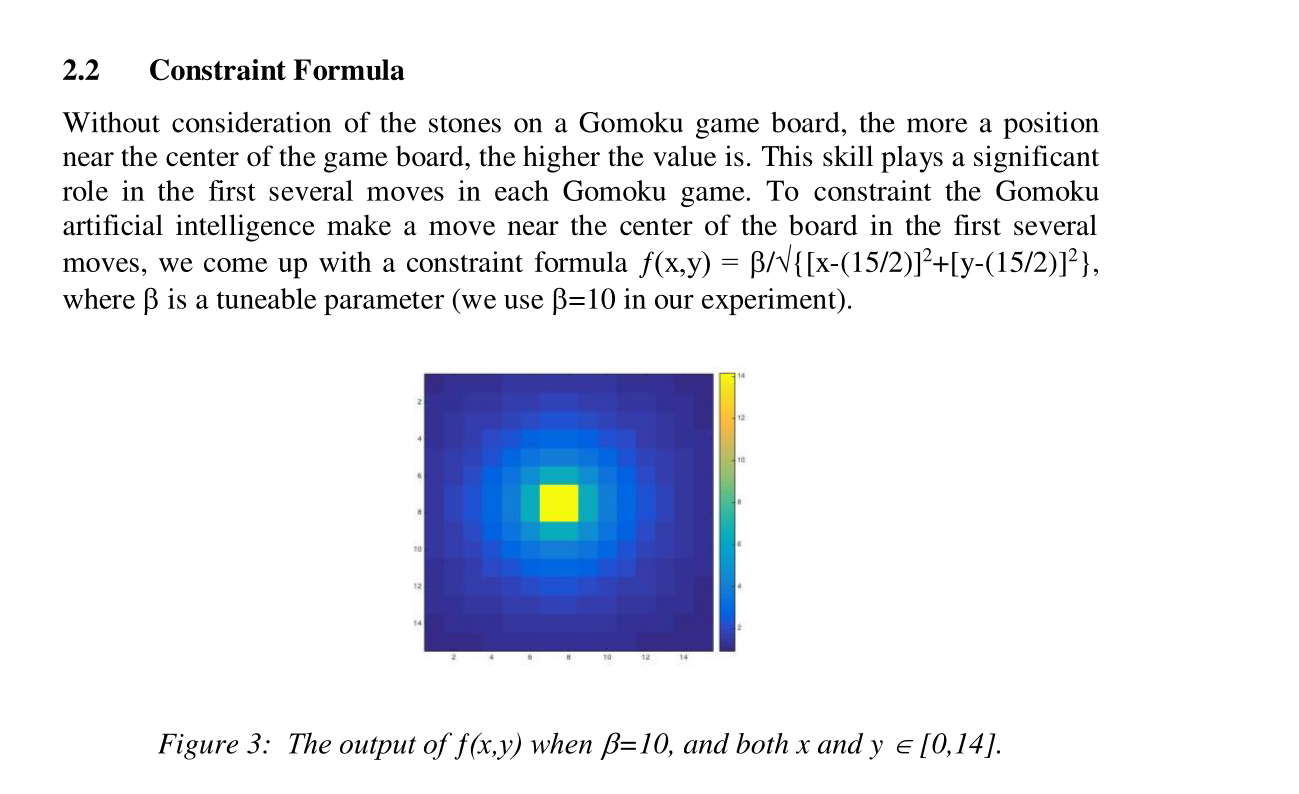 2.2 Constraint Formula
Without consideration of the stones on a Gomoku game board, the more a position
near the center of the game board, the higher the value is. This skill plays a significant
role in the first several moves in each Gomoku game. To constraint the Gomoku
artificial intelligence make a move near the center of the board in the first several
moves, we come up with a constraint formula f(x,y) = β/√{[x-(15/2)]²+[y-(15/2)]²},
where β is a tuneable parameter (we use β=10 in our experiment).
14
2
12
4
10
6
8
8
6
10
12
4
14
2
2 4 6 8 10 12 14
Figure 3: The output of f(x,y) when β=10, and both x and y ∈ [0,14].